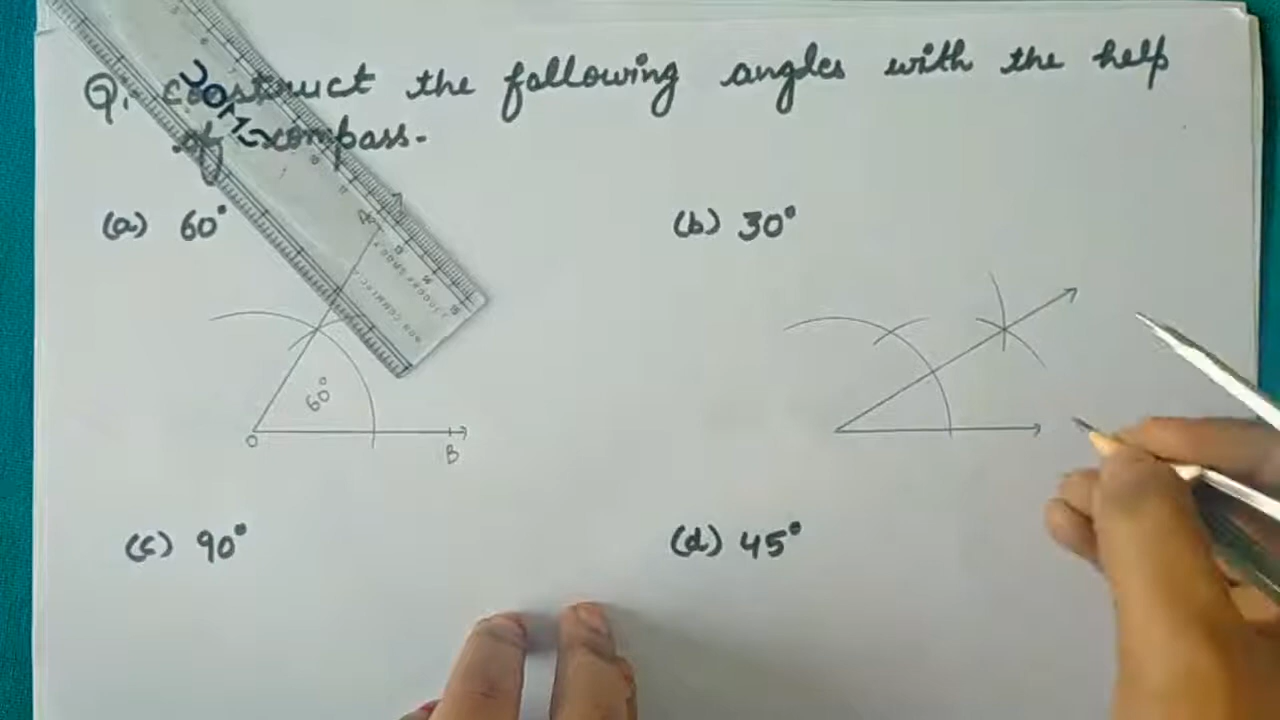 Q. Construct the following angles with the help
of compass.
(a) 60°
(b) 30°
A
60°
O
B
(c) 90°
(d) 45°